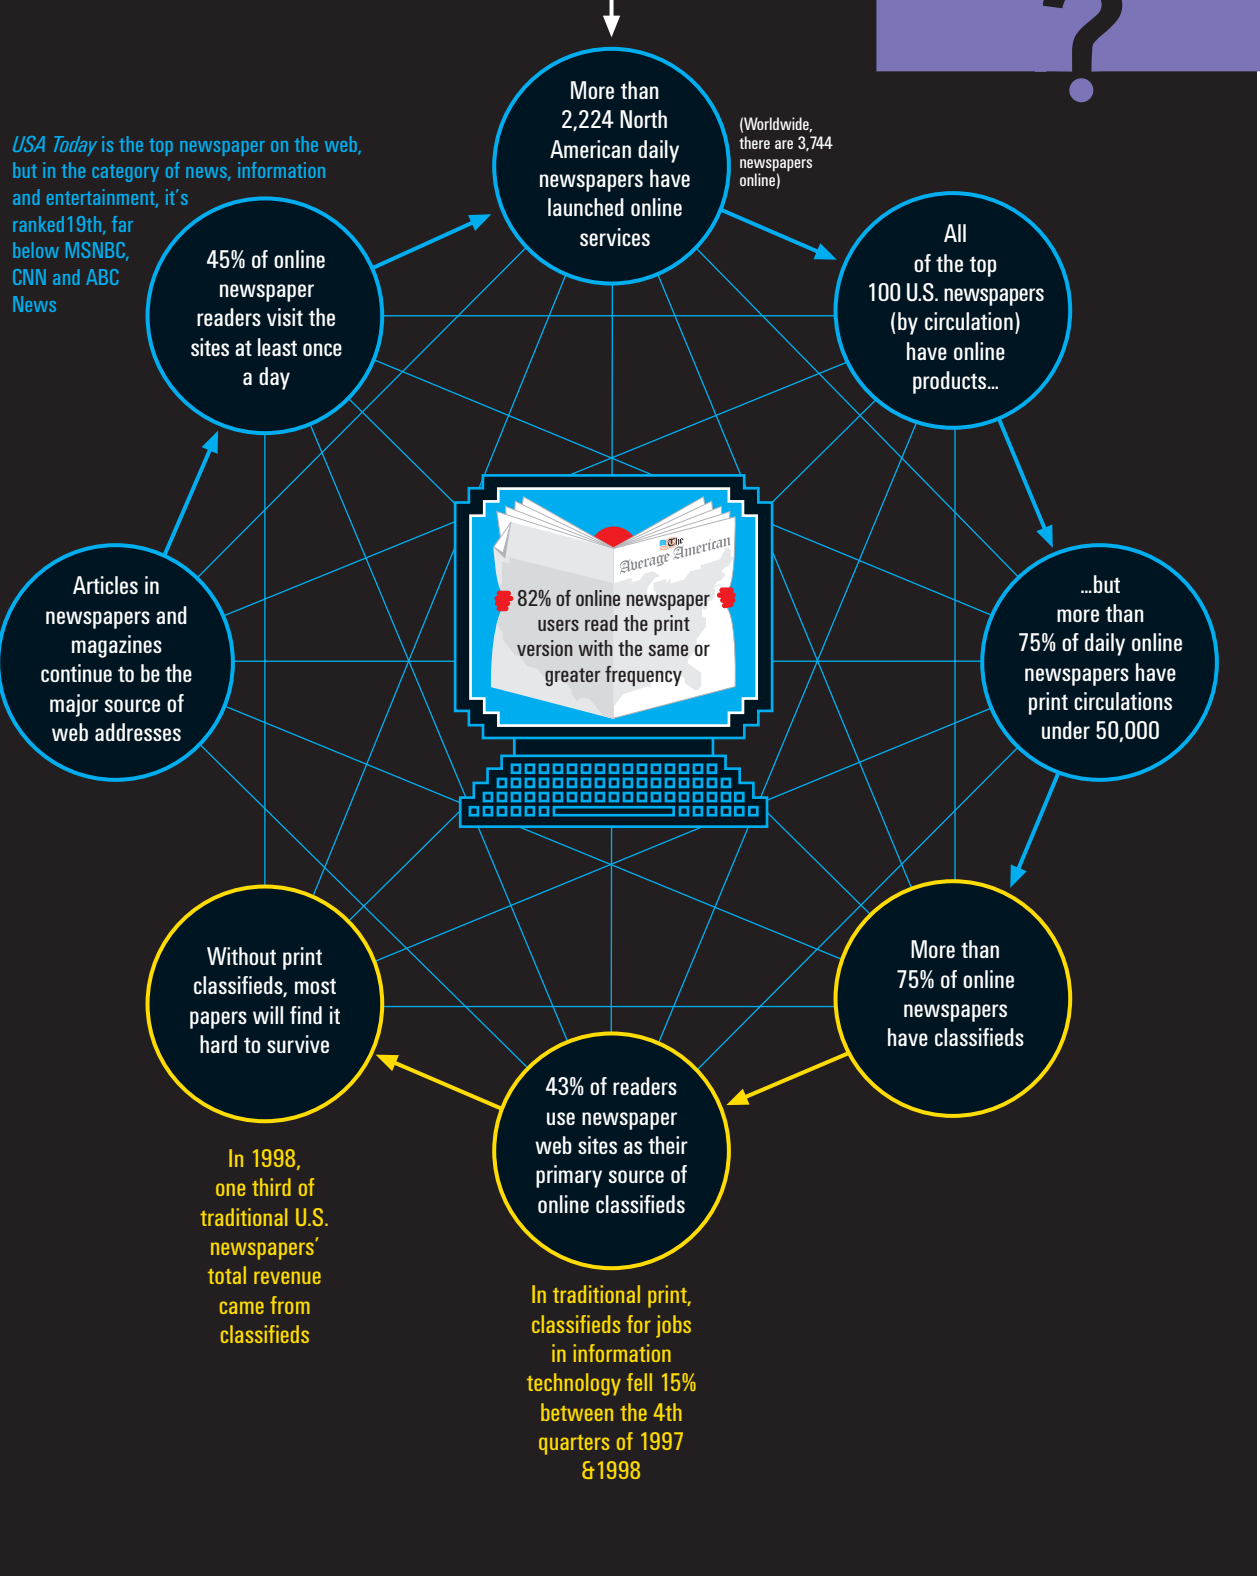 ?
More than
2,224 North
American daily
newspapers have
launched online
services
(Worldwide,
there are 3,744
newspapers
online)
All
of the top
100 U.S. newspapers
(by circulation)
have online
products...
...but
more than
75% of daily online
newspapers have
print circulations
under 50,000
More than
75% of online
newspapers
have classifieds
43% of readers
use newspaper
web sites as their
primary source of
online classifieds
In traditional print,
classifieds for jobs
in information
technology fell 15%
between the 4th
quarters of 1997
&1998
Without print
classifieds, most
papers will find it
hard to survive
In 1998,
one third of
traditional U.S.
newspapers’
total revenue
came from
classifieds
Articles in
newspapers and
magazines
continue to be the
major source of
web addresses
45% of online
newspaper
readers visit the
sites at least once
a day
USA Today is the top newspaper on the web,
but in the category of news, information
and entertainment, it’s
ranked19th, far
below MSNBC,
CNN and ABC
News
The
Average American
82% of online newspaper
users read the print
version with the same or
greater frequency